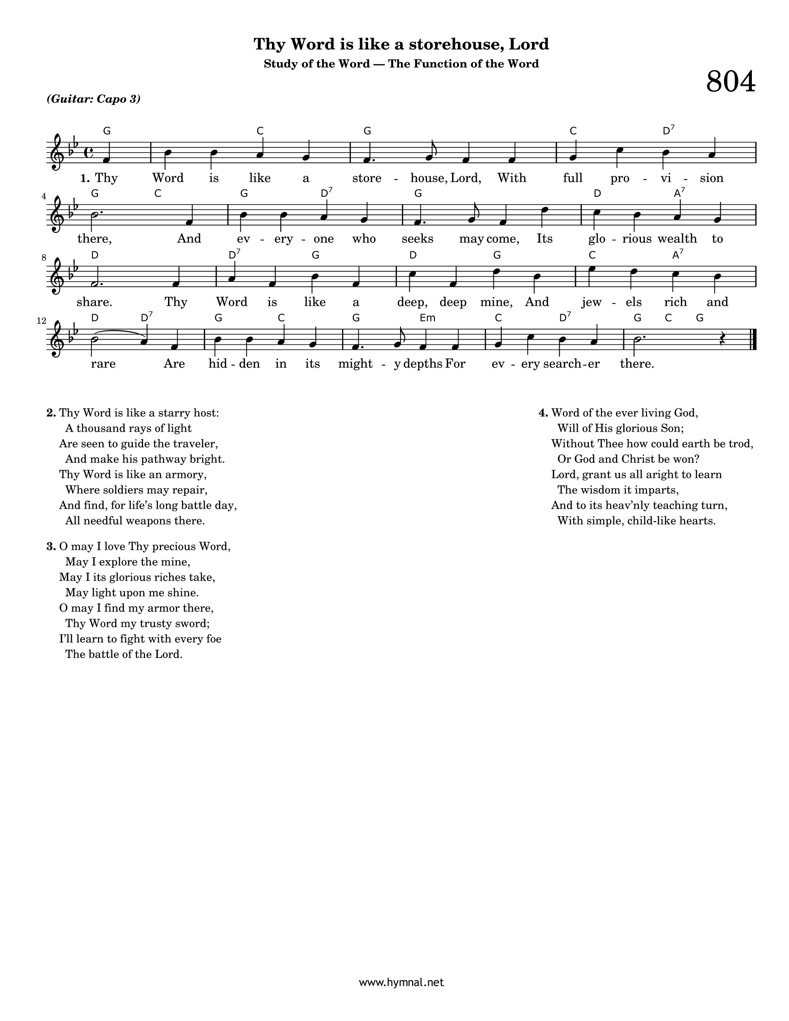 Thy Word is like a storehouse, Lord
Study of the Word — The Function of the Word
804
(Guitar: Capo 3)
G C G C D7
1. Thy Word is like a store - house, Lord, With full pro - vi - sion
4
G C G D7 G D A7
there, And ev - ery - one who seeks may come, Its glo - rious wealth to
8
D D7 G D G C A7
share. Thy Word is like a deep, deep mine, And jew - els rich and
12
D D7 G C G Em C D7 G C G
rare Are hid - den in its might - y depths For ev - ery search - er there.
2. Thy Word is like a starry host:
A thousand rays of light
Are seen to guide the traveler,
And make his pathway bright.
Thy Word is like an armory,
Where soldiers may repair,
And find, for life's long battle day,
All needful weapons there.
3. O may I love Thy precious Word,
May I explore the mine,
May I its glorious riches take,
May light upon me shine.
O may I find my armor there,
Thy Word my trusty sword;
I'll learn to fight with every foe
The battle of the Lord.
4. Word of the ever living God,
Will of His glorious Son;
Without Thee how could earth be trod,
Or God and Christ be won?
Lord, grant us all aright to learn
The wisdom it imparts,
And to its heav'nly teaching turn,
With simple, child-like hearts.
www.hymnal.net